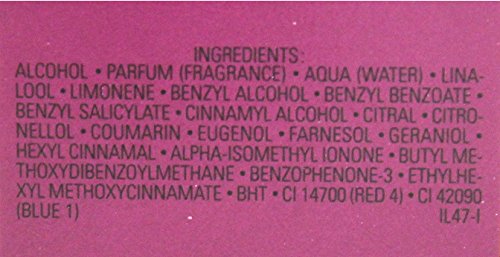 INGREDIENTS:
ALCOHOL • PARFUM (FRAGRANCE) • AQUA (WATER) • LINA-
LOOL • LIMONENE • BENZYL ALCOHOL • BENZYL BENZOATE •
BENZYL SALICYLATE • CINNAMYL ALCOHOL • CITRAL • CITRO-
NELLOL • COUMARIN • EUGENOL • FARNESOL • GERANIOL •
HEXYL CINNAMAL • ALPHA-ISOMETHYL IONONE • BUTYL ME-
THOXYDIBENZOYLMETHANE • BENZOPHENONE-3 • ETHYLHE-
XYL METHOXYCINNAMATE • BHT • CI 14700 (RED 4) • CI 42090
(BLUE 1) IL47-I